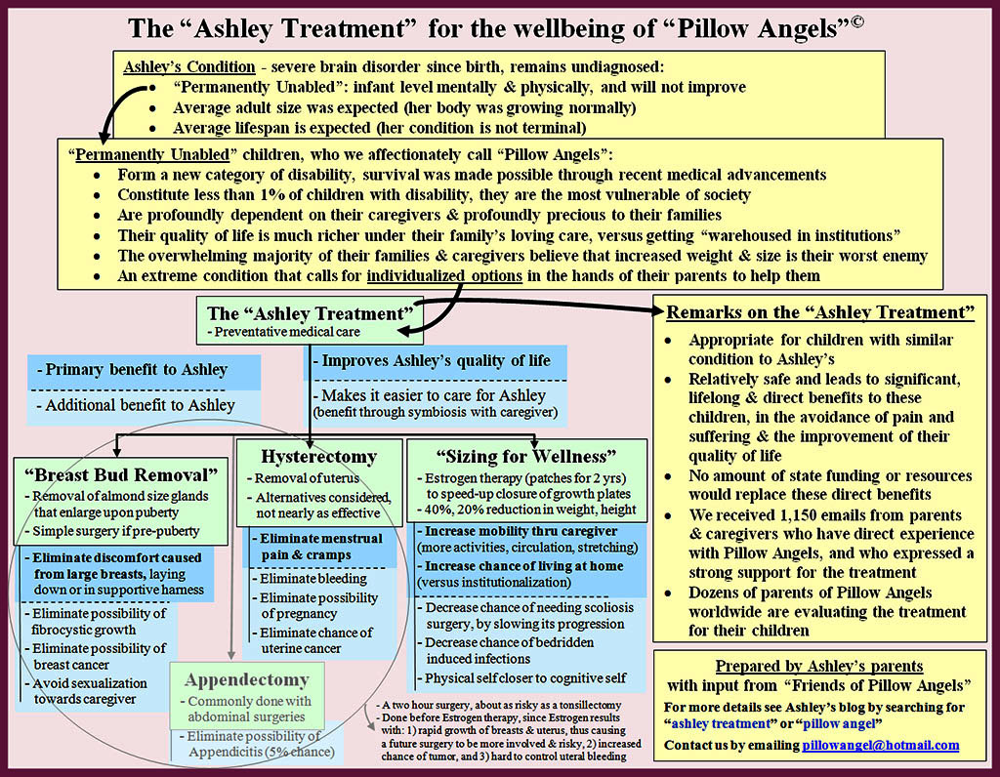 The “Ashley Treatment” for the wellbeing of “Pillow Angels”©
Ashley’s Condition - severe brain disorder since birth, remains undiagnosed:
• “Permanently Unabled”: infant level mentally & physically, and will not improve
• Average adult size was expected (her body was growing normally)
• Average lifespan is expected (her condition is not terminal)
“Permanently Unabled” children, who we affectionately call “Pillow Angels”:
• Form a new category of disability, survival was made possible through recent medical advancements
• Constitute less than 1% of children with disability, they are the most vulnerable of society
• Are profoundly dependent on their caregivers & profoundly precious to their families
• Their quality of life is much richer under their family’s loving care, versus getting “warehoused in institutions”
• The overwhelming majority of their families & caregivers believe that increased weight & size is their worst enemy
• An extreme condition that calls for individualized options in the hands of their parents to help them
The “Ashley Treatment”
- Preventative medical care
- Primary benefit to Ashley
- Additional benefit to Ashley
- Improves Ashley’s quality of life
- Makes it easier to care for Ashley
(benefit through symbiosis with caregiver)
“Breast Bud Removal”
- Removal of almond size glands
that enlarge upon puberty
- Simple surgery if pre-puberty
- Eliminate discomfort caused
from large breasts, laying
down or in supportive harness
- Eliminate possibility of
fibrocystic growth
- Eliminate possibility of
breast cancer
- Avoid sexualization
towards caregiver
Hysterectomy
- Removal of uterus
- Alternatives considered,
not nearly as effective
- Eliminate menstrual
pain & cramps
- Eliminate bleeding
- Eliminate possibility
of pregnancy
- Eliminate chance of
uterine cancer
“Sizing for Wellness”
- Estrogen therapy (patches for 2 yrs)
to speed-up closure of growth plates
- 40%, 20% reduction in weight, height
- Increase mobility thru caregiver
(more activities, circulation, stretching)
- Increase chance of living at home
(versus institutionalization)
- Decrease chance of needing scoliosis
surgery, by slowing its progression
- Decrease chance of bedridden
induced infections
- Physical self closer to cognitive self
Appendectomy
- Commonly done with
abdominal surgeries
- Eliminate possibility of
Appendicitis (5% chance)
- A two hour surgery, about as risky as a tonsillectomy
- Done before Estrogen therapy, since Estrogen results
with: 1) rapid growth of breasts & uterus, thus causing
a future surgery to be more involved & risky, 2) increased
chance of tumor, and 3) hard to control uteral bleeding
Remarks on the “Ashley Treatment”
• Appropriate for children with similar
condition to Ashley’s
• Relatively safe and leads to significant,
lifelong & direct benefits to these
children, in the avoidance of pain and
suffering & the improvement of their
quality of life
• No amount of state funding or resources
would replace these direct benefits
• We received 1,150 emails from parents
& caregivers who have direct experience
with Pillow Angels, and who expressed a
strong support for the treatment
• Dozens of parents of Pillow Angels
worldwide are evaluating the treatment
for their children
Prepared by Ashley’s parents
with input from “Friends of Pillow Angels”
For more details see Ashley’s blog by searching for
“ashley treatment” or “pillow angel”
Contact us by emailing pillowangel@hotmail.com